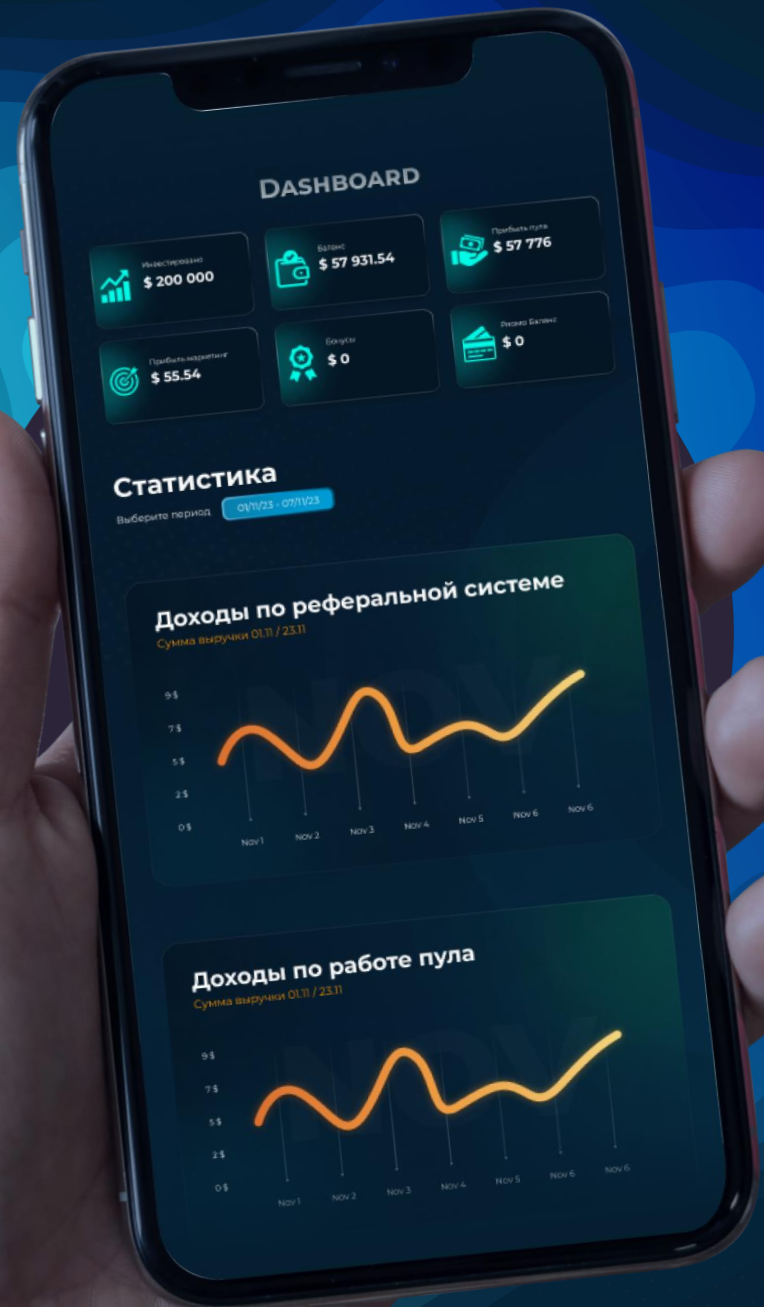 DASHBOARD
Инвестировано
$ 200 000
Баланс
$ 57 931.54
Прибыль пула
$ 57 776
Прибыль маркетинг
$ 55.54
Бонусы
$ 0
Промо Баланс
$ 0
Статистика
Выберите период 01/11/23 - 07/11/23
Доходы по реферальной системе
Сумма выручки 01.11 / 23.11
NOV
9$
7$
5$
2$
0$
Nov 1 Nov 2 Nov 3 Nov 4 Nov 5 Nov 6 Nov 6
Доходы по работе пула
Сумма выручки 01.11 / 23.11
NOV
9$
7$
5$
2$
0$
Nov 1 Nov 2 Nov 3 Nov 4 Nov 5 Nov 6 Nov 6